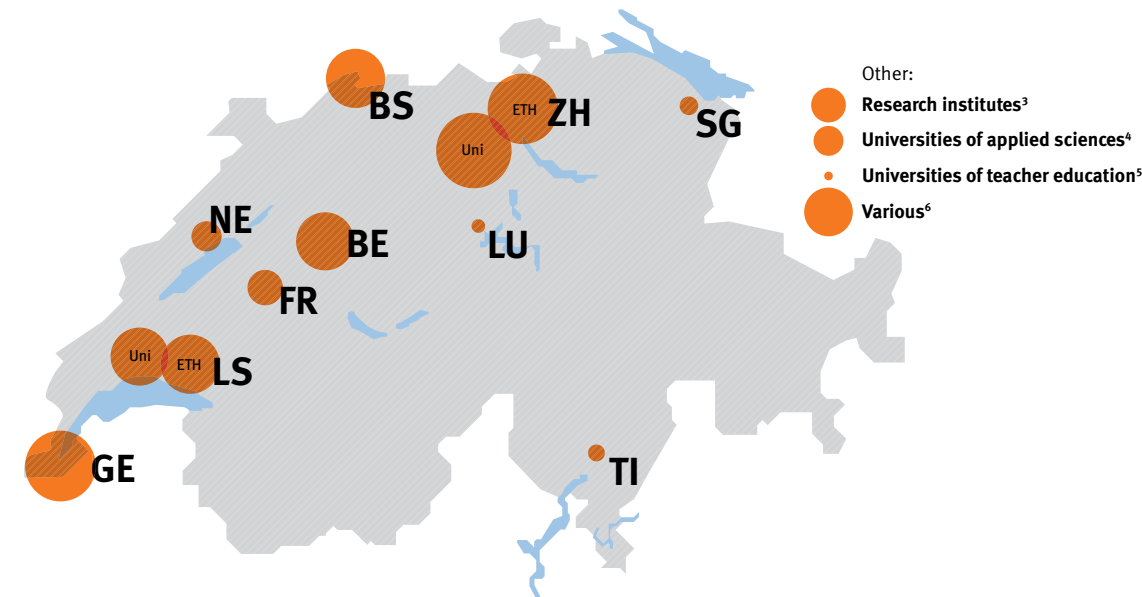 Other:
Research institutes³
Universities of applied sciences⁴
Universities of teacher education⁵
Various⁶
BS
ETH
ZH
Uni
SG
NE
BE
LU
FR
Uni
ETH
LS
GE
TI